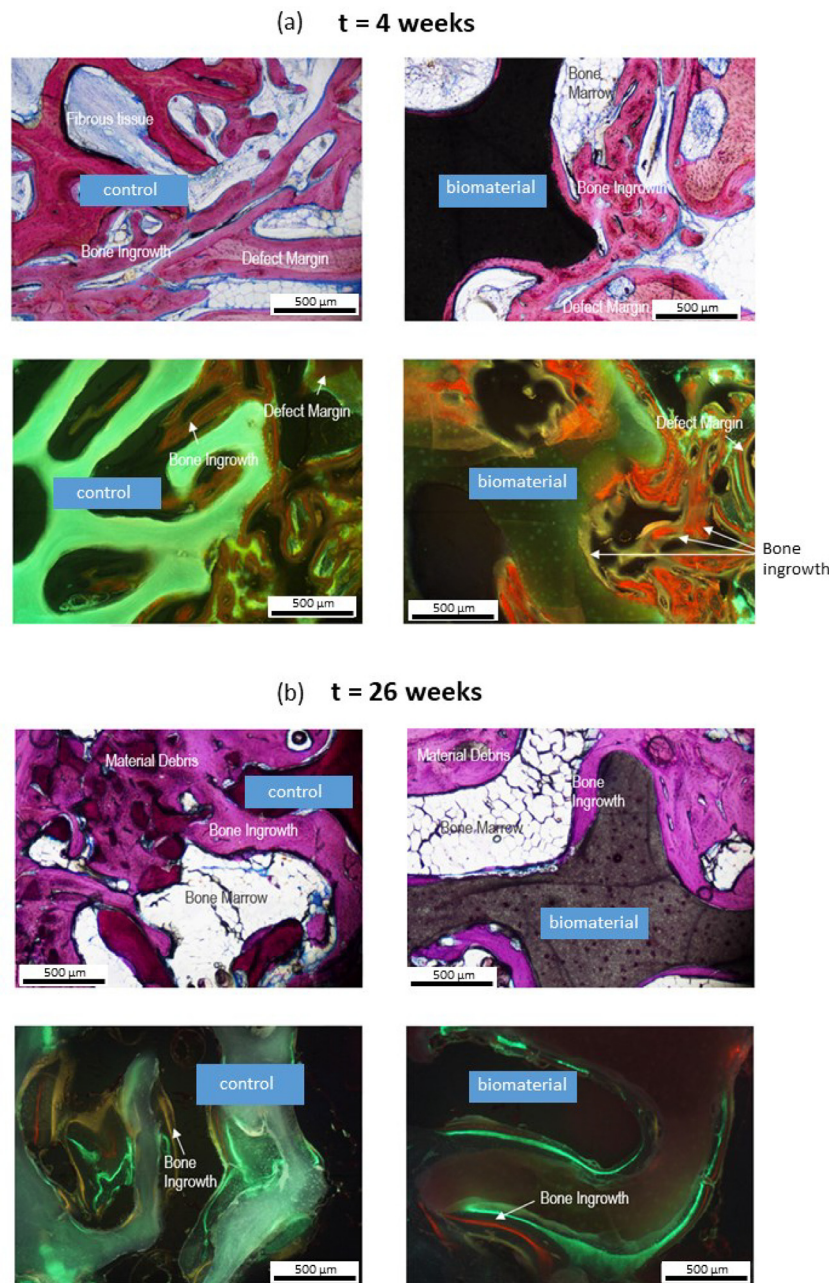 (a) t = 4 weeks
Fibrous tissue
control
Bone Ingrowth
Defect Margin
500 µm
Bone
Marrow
biomaterial
Bone Ingrowth
Defect Margin
500 µm
Defect Margin
Bone Ingrowth
control
500 µm
Defect Margin
biomaterial
Bone
ingrowth
500 µm
(b) t = 26 weeks
Material Debris
control
Bone Ingrowth
Bone Marrow
500 µm
Material Debris
Bone
Ingrowth
Bone Marrow
biomaterial
500 µm
control
Bone
Ingrowth
500 µm
biomaterial
Bone Ingrowth
500 µm